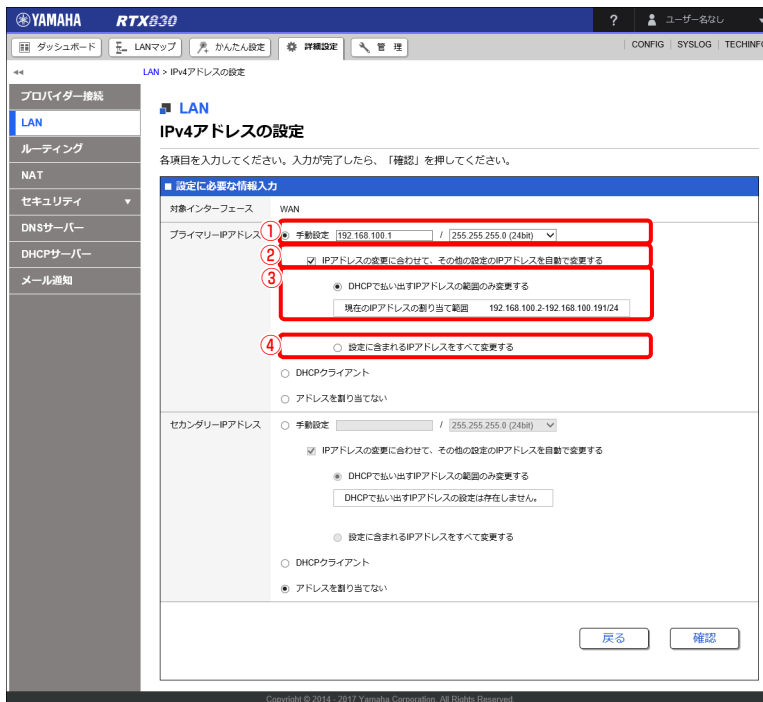 YAMAHA RTX830 ? ユーザー名なし
ダッシュボード LANマップ かんたん設定 詳細設定 管 理 CONFIG SYSLOG TECHINFO
LAN > IPv4アドレスの設定
プロバイダー接続
LAN
ルーティング
NAT
セキュリティ
DNSサーバー
DHCPサーバー
メール通知
LAN
IPv4アドレスの設定
各項目を入力してください。入力が完了したら、「確認」を押してください。
■ 設定に必要な情報入力
対象インターフェース WAN
プライマリーIPアドレス ① 手動設定 192.168.100.1 / 255.255.255.0 (24bit)
② IPアドレスの変更に合わせて、その他の設定のIPアドレスを自動で変更する
③ DHCPで払い出すIPアドレスの範囲のみ変更する
現在のIPアドレスの割り当て範囲 192.168.100.2-192.168.100.191/24
④ 設定に含まれるIPアドレスをすべて変更する
DHCPクライアント
アドレスを割り当てない
セカンダリーIPアドレス 手動設定 / 255.255.255.0 (24bit)
IPアドレスの変更に合わせて、その他の設定のIPアドレスを自動で変更する
DHCPで払い出すIPアドレスの範囲のみ変更する
DHCPで払い出すIPアドレスの設定は存在しません。
設定に含まれるIPアドレスをすべて変更する
DHCPクライアント
アドレスを割り当てない
戻る 確認
Copyright © 2014 - 2017 Yamaha Corporation. All Rights Reserved.